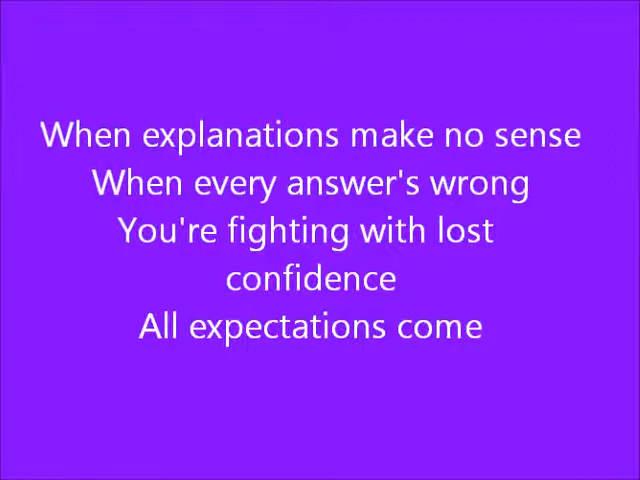 When explanations make no sense
When every answer's wrong
You're fighting with lost
confidence
All expectations come